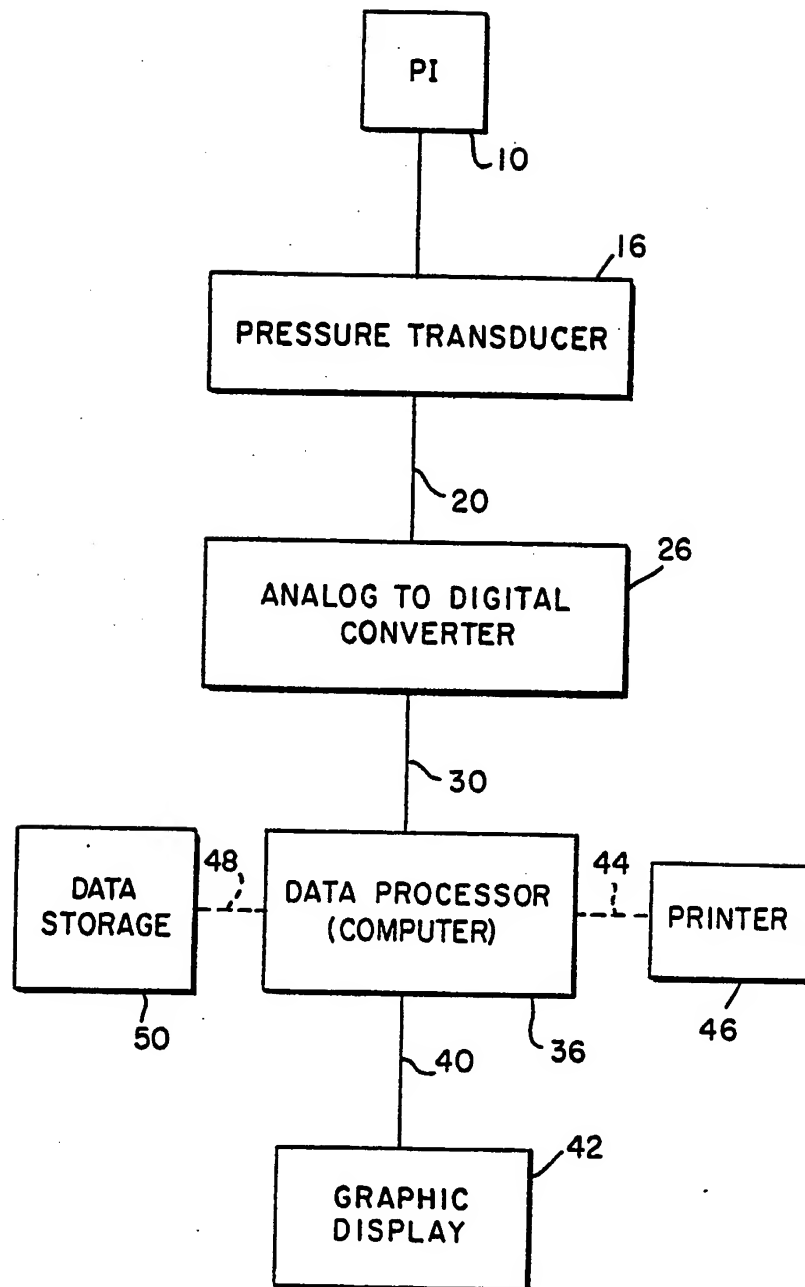 PI
10
16
PRESSURE TRANSDUCER
20
26
ANALOG TO DIGITAL
CONVERTER
30
48
44
DATA
STORAGE
DATA PROCESSOR
(COMPUTER)
PRINTER
50
36
46
40
42
GRAPHIC
DISPLAY